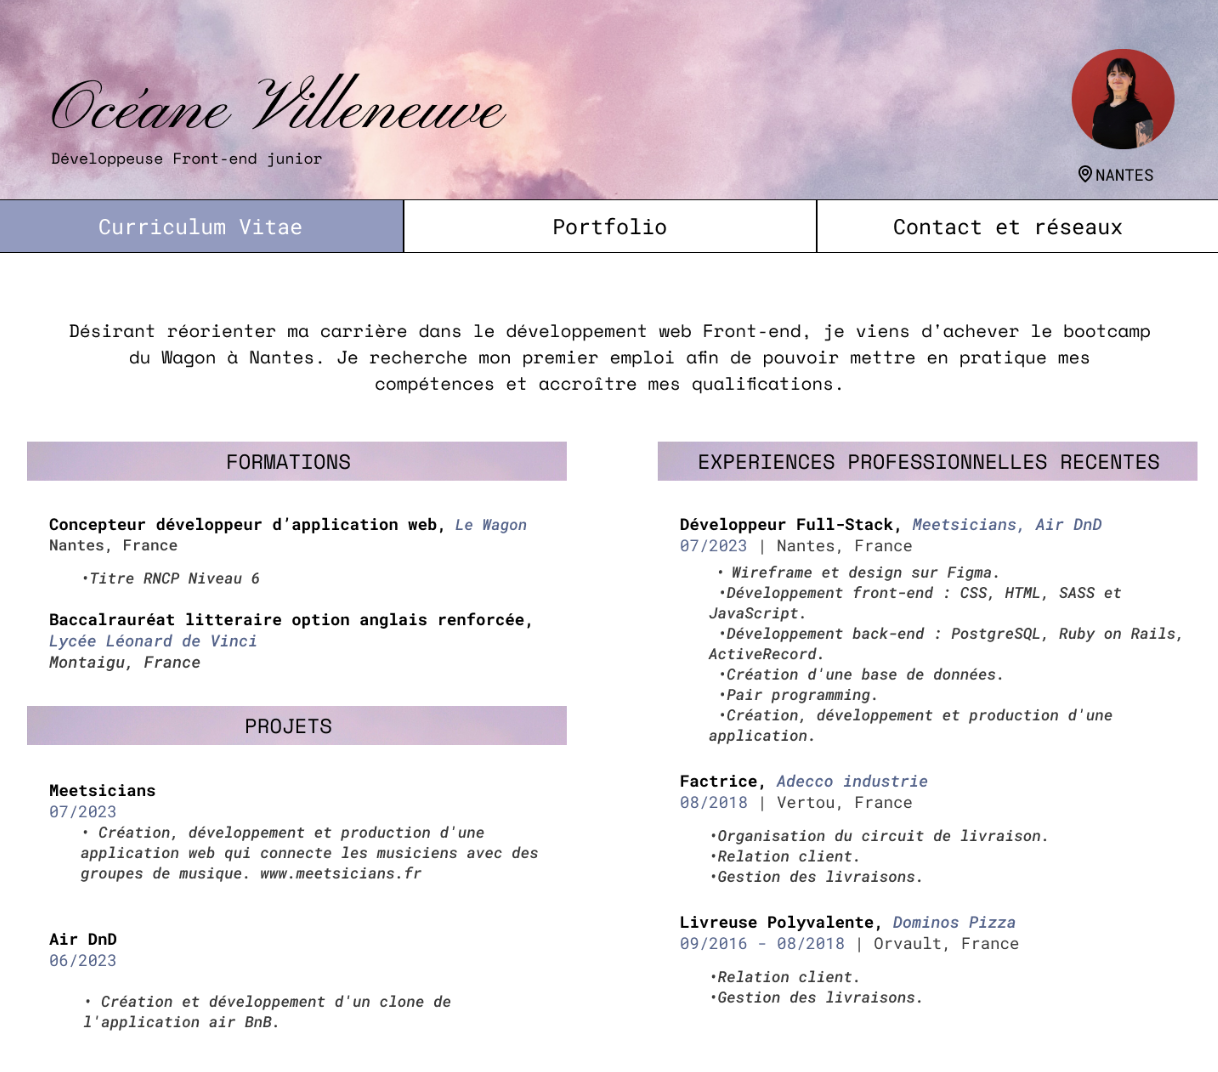 Océane Villeneuve
Développeuse Front-end junior
NANTES
Curriculum Vitae
Portfolio
Contact et réseaux
Désirant réorienter ma carrière dans le développement web Front-end, je viens d'achever le bootcamp
du Wagon à Nantes. Je recherche mon premier emploi afin de pouvoir mettre en pratique mes
compétences et accroître mes qualifications.
FORMATIONS
Concepteur développeur d’application web, Le Wagon
Nantes, France
•Titre RNCP Niveau 6
Baccalrauréat litteraire option anglais renforcée,
Lycée Léonard de Vinci
Montaigu, France
PROJETS
Meetsicians
07/2023
• Création, développement et production d'une
application web qui connecte les musiciens avec des
groupes de musique. www.meetsicians.fr
Air DnD
06/2023
• Création et développement d'un clone de
l'application air BnB.
EXPERIENCES PROFESSIONNELLES RECENTES
Développeur Full-Stack, Meetsicians, Air DnD
07/2023 | Nantes, France
• Wireframe et design sur Figma.
•Développement front-end : CSS, HTML, SASS et
JavaScript.
•Développement back-end : PostgreSQL, Ruby on Rails,
ActiveRecord.
•Création d'une base de données.
•Pair programming.
•Création, développement et production d'une
application.
Factrice, Adecco industrie
08/2018 | Vertou, France
•Organisation du circuit de livraison.
•Relation client.
•Gestion des livraisons.
Livreuse Polyvalente, Dominos Pizza
09/2016 - 08/2018 | Orvault, France
•Relation client.
•Gestion des livraisons.